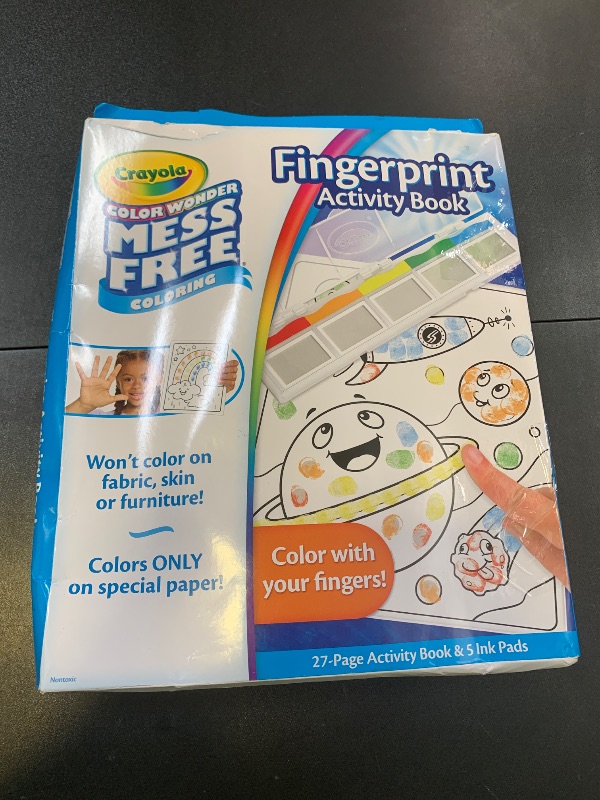 Crayola
COLOR WONDER
MESS
FREE
COLORING
Fingerprint
Activity Book
Won't color on
fabric, skin
or furniture!
Colors ONLY
on special paper!
Color with
your fingers!
27-Page Activity Book & 5 Ink Pads
Nontoxic